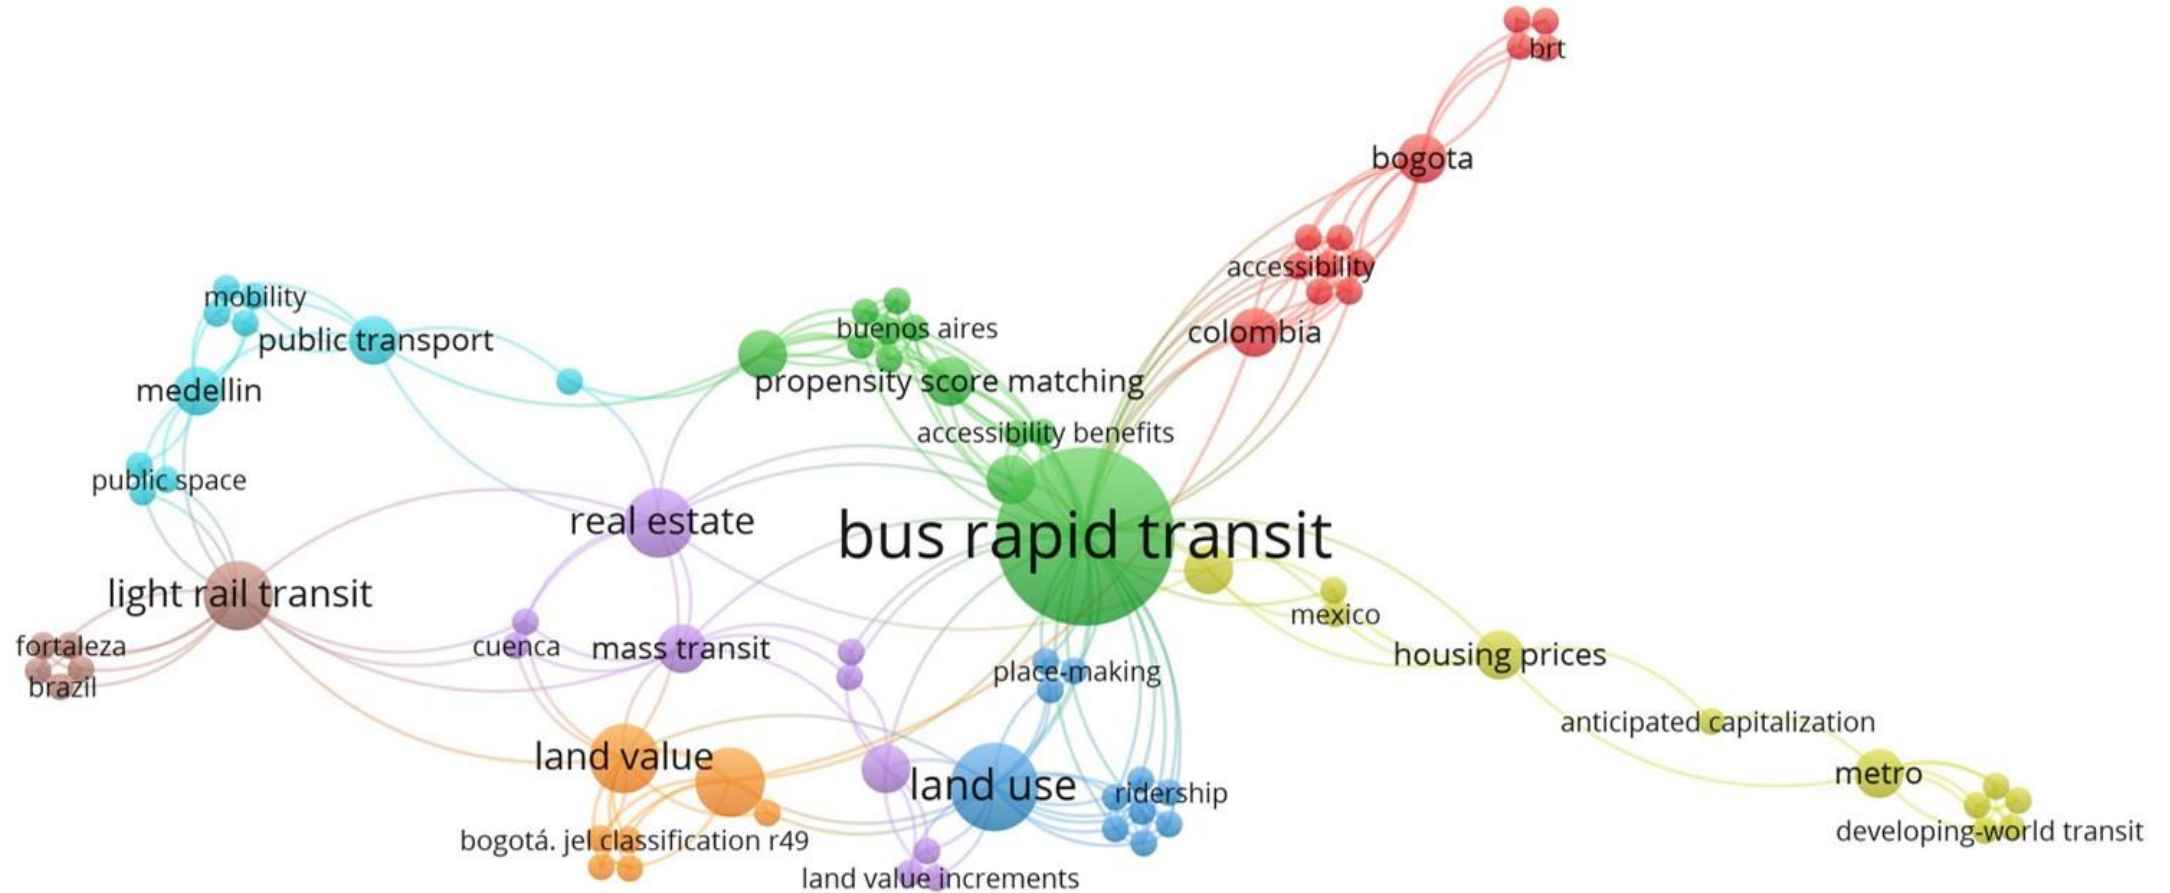 brt
bogota
accessibility
colombia
mobility
public transport
medellin
public space
buenos aires
propensity score matching
accessibility benefits
real estate
bus rapid transit
light rail transit
fortaleza
brazil
cuenca
mass transit
place-making
mexico
housing prices
anticipated capitalization
metro
developing-world transit
land value
land use
ridership
bogotá. jel classification r49
land value increments